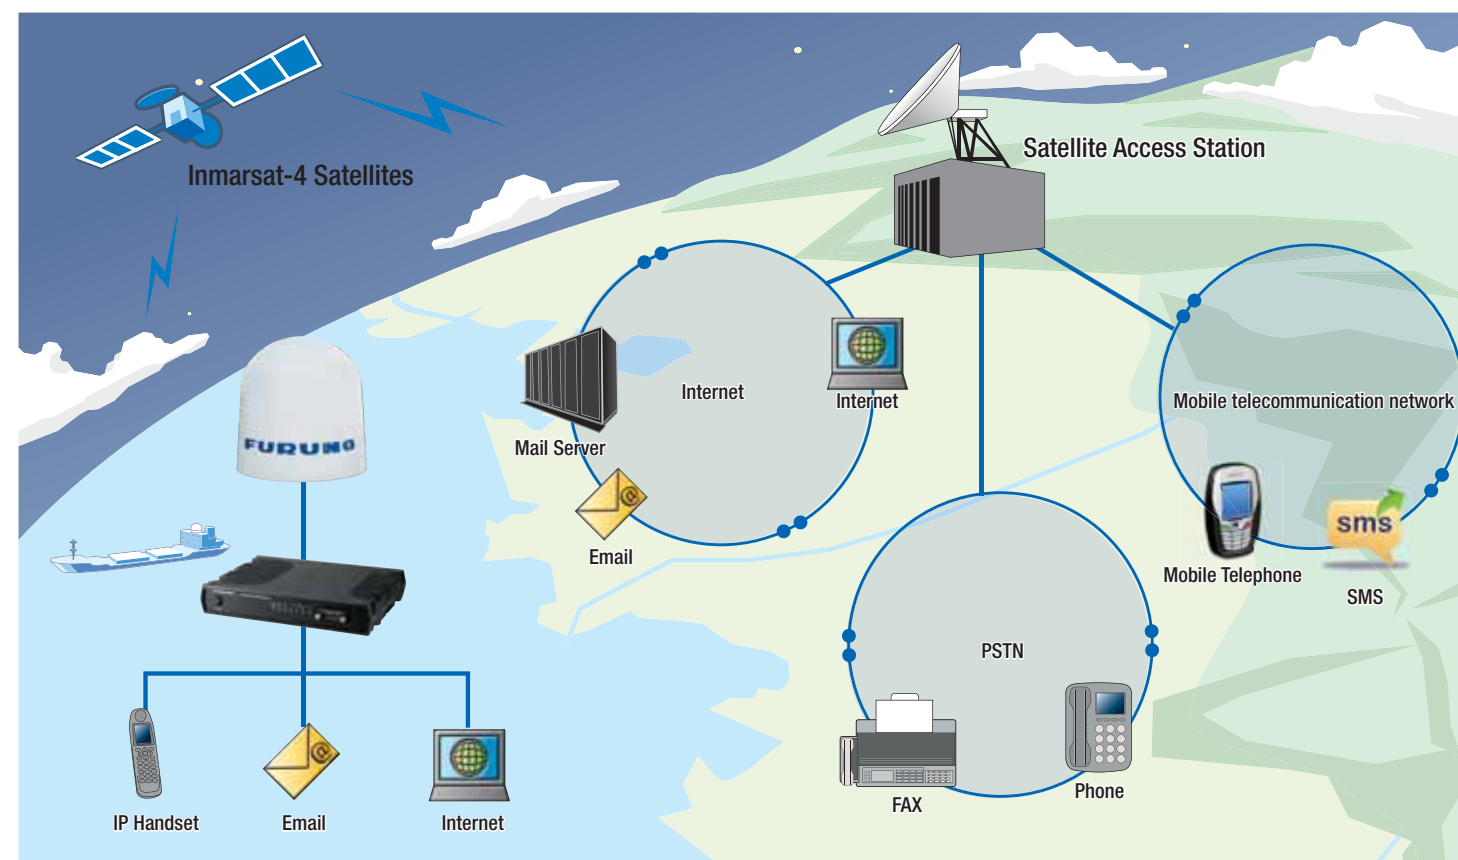 Inmarsat-4 Satellites
Satellite Access Station
Internet
Internet
Mail Server
Email
Mobile telecommunication network
Mobile Telephone
sms
SMS
FURUNO
PSTN
FAX
Phone
IP Handset
Email
Internet